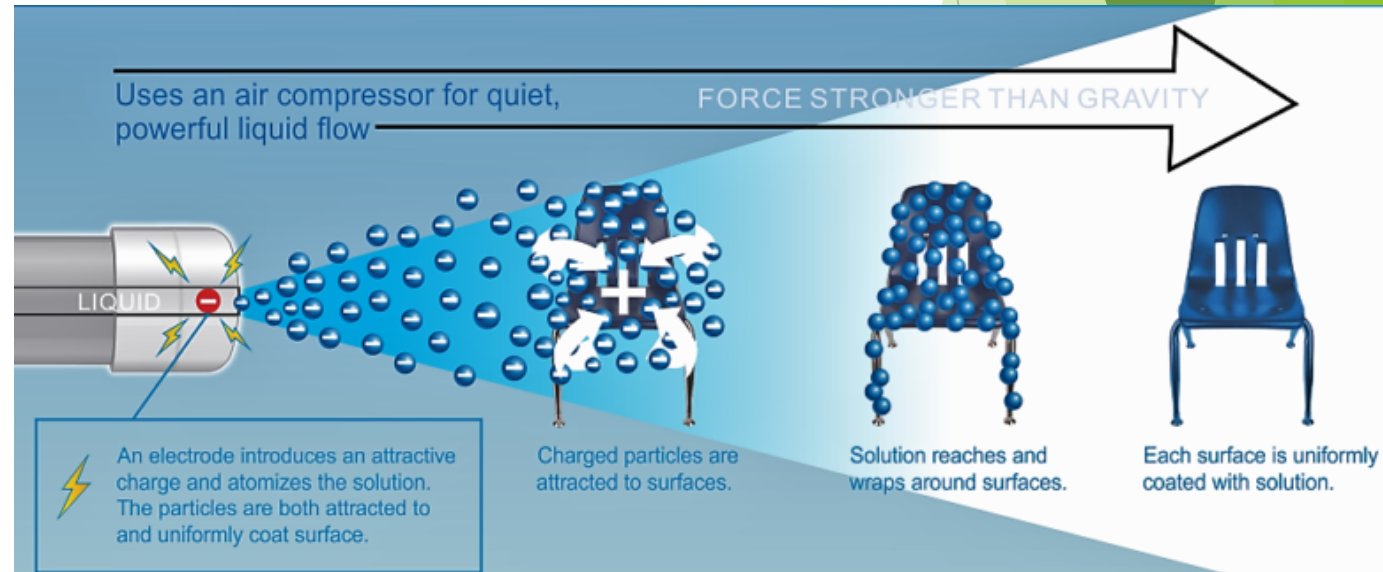 Uses an air compressor for quiet,
powerful liquid flow
FORCE STRONGER THAN GRAVITY
LIQUID
An electrode introduces an attractive
charge and atomizes the solution.
The particles are both attracted to
and uniformly coat surface.
Charged particles are
attracted to surfaces.
Solution reaches and
wraps around surfaces.
Each surface is uniformly
coated with solution.